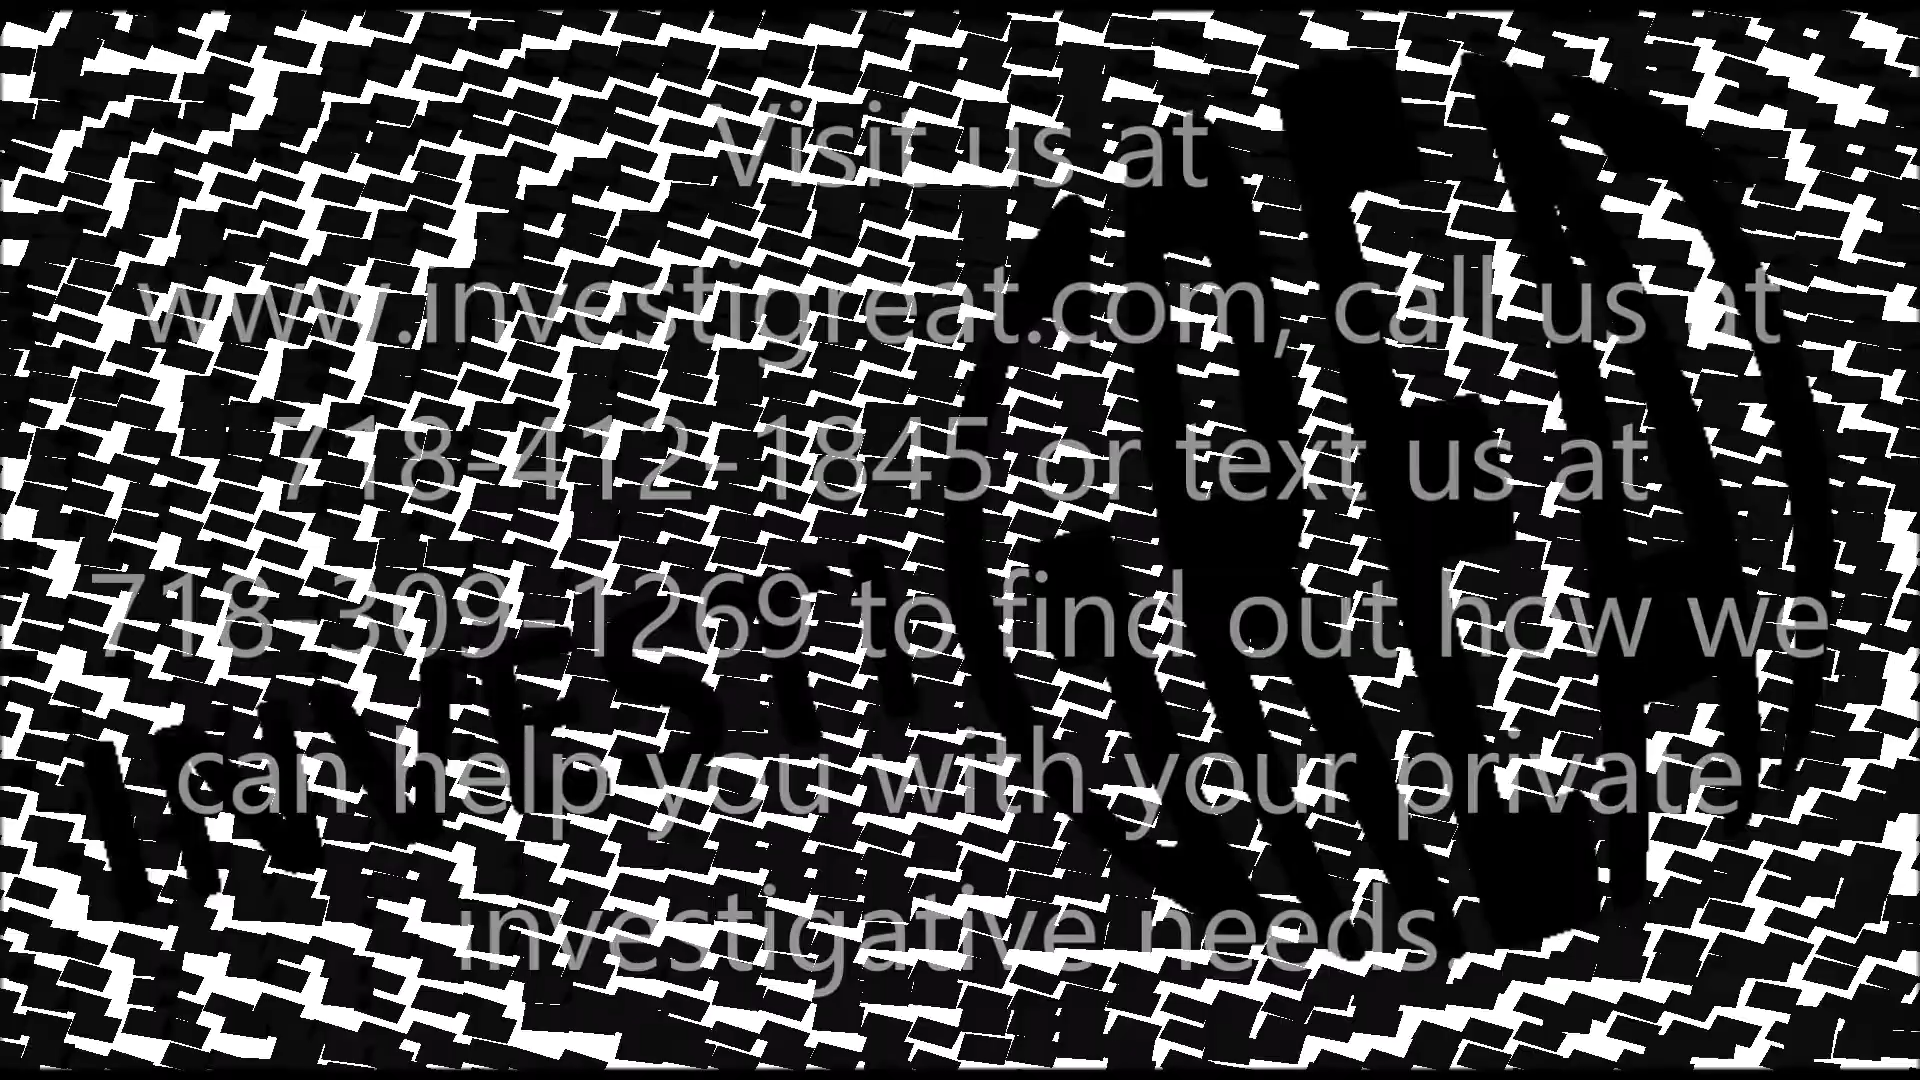 Visit us at
www.investigreat.com, call us at
718-412-1845 or text us at
718-309-1269 to find out how we
can help you with your private
investigative needs.
INVESTI